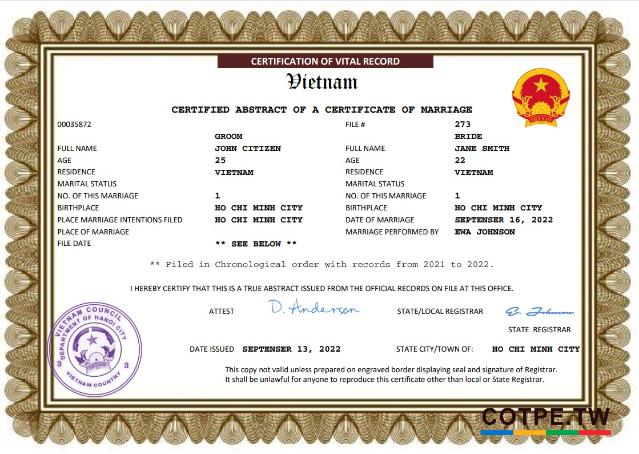 CERTIFICATION OF VITAL RECORD
Vietnam
CERTIFIED ABSTRACT OF A CERTIFICATE OF MARRIAGE
00035872 FILE # 273
GROOM BRIDE
FULL NAME JOHN CITIZEN FULL NAME JANE SMITH
AGE 25 AGE 22
RESIDENCE VIETNAM RESIDENCE VIETNAM
MARITAL STATUS MARITAL STATUS
NO. OF THIS MARRIAGE 1 NO. OF THIS MARRIAGE 1
BIRTHPLACE HO CHI MINH CITY BIRTHPLACE HO CHI MINH CITY
PLACE MARRIAGE INTENTIONS FILED HO CHI MINH CITY DATE OF MARRIAGE SEPTENSER 16, 2022
PLACE OF MARRIAGE MARRIAGE PERFORMED BY EWA JOHNSON
FILE DATE ** SEE BELOW **
** Filed in Chronological order with records from 2021 to 2022.
I HEREBY CERTIFY THAT THIS IS A TRUE ABSTRACT ISSUED FROM THE OFFICIAL RECORDS ON FILE AT THIS OFFICE.
ATTEST D. Anderson STATE/LOCAL REGISTRAR
STATE REGISTRAR
DATE ISSUED SEPTENSER 13, 2022 STATE CITY/TOWN OF: HO CHI MINH CITY
This copy not valid unless prepared on engraved border displaying seal and signature of Registrar.
It shall be unlawful for anyone to reproduce this certificate other than local or State Registrar.
VIETNAM COUNCIL
DEPARTMENT OF HANOI CITY
VIETNAM COUNTRY
COTPE.TW